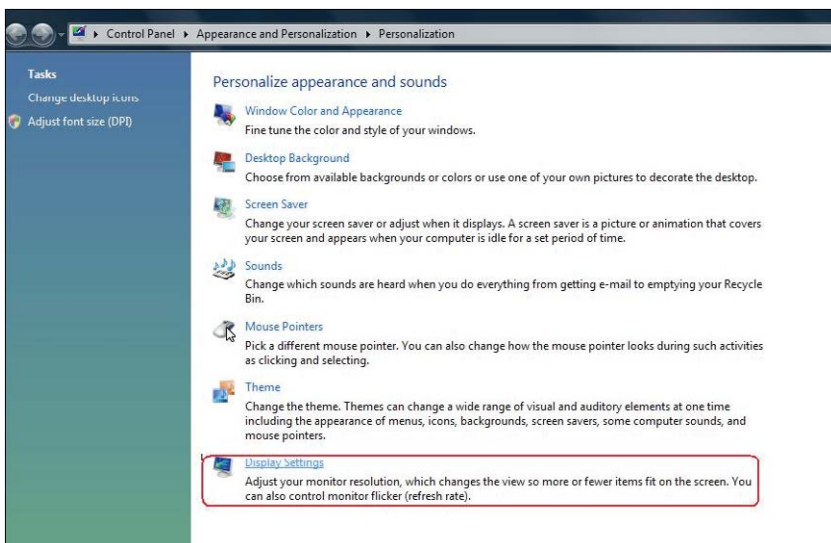 Control Panel ▸ Appearance and Personalization ▸ Personalization
Tasks
Change desktop icons
Adjust font size (DPI)
Personalize appearance and sounds
Window Color and Appearance
Fine tune the color and style of your windows.
Desktop Background
Choose from available backgrounds or colors or use one of your own pictures to decorate the desktop.
Screen Saver
Change your screen saver or adjust when it displays. A screen saver is a picture or animation that covers
your screen and appears when your computer is idle for a set period of time.
Sounds
Change which sounds are heard when you do everything from getting e-mail to emptying your Recycle
Bin.
Mouse Pointers
Pick a different mouse pointer. You can also change how the mouse pointer looks during such activities
as clicking and selecting.
Theme
Change the theme. Themes can change a wide range of visual and auditory elements at one time
including the appearance of menus, icons, backgrounds, screen savers, some computer sounds, and
mouse pointers.
Display Settings
Adjust your monitor resolution, which changes the view so more or fewer items fit on the screen. You
can also control monitor flicker (refresh rate).